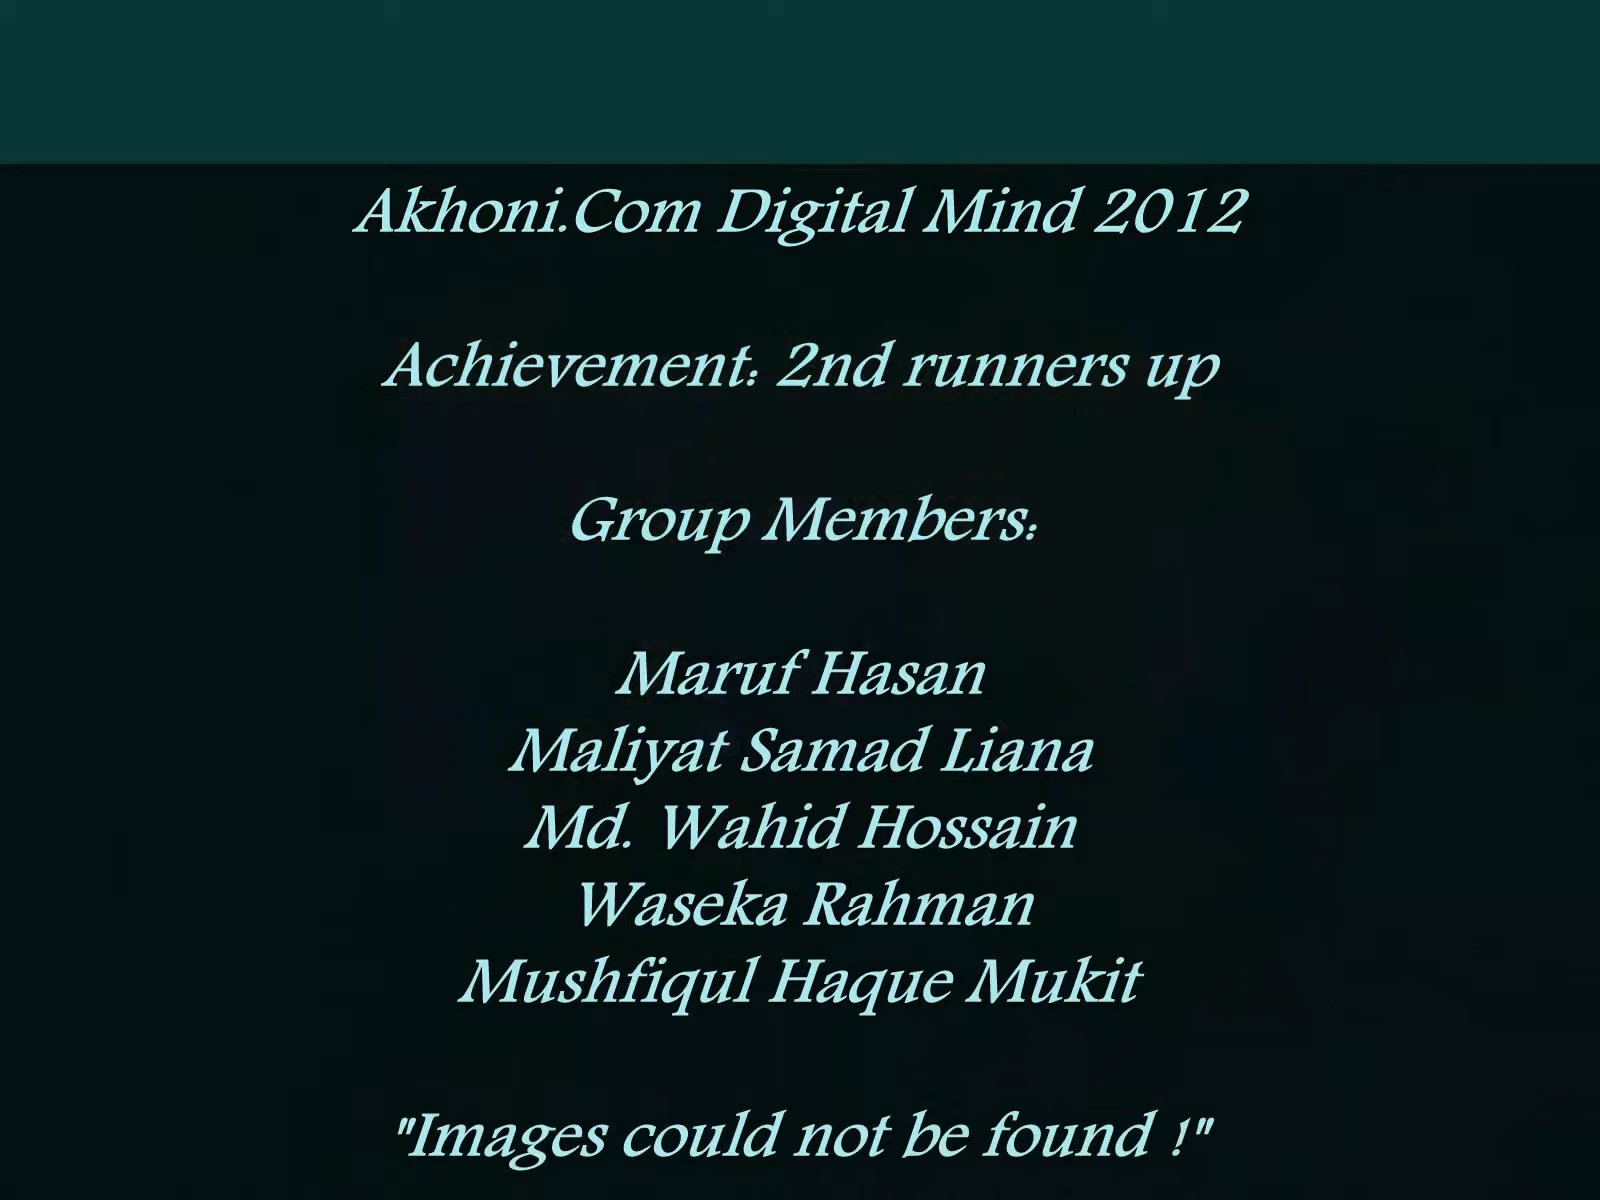 Akhoni.Com Digital Mind 2012
Achievement: 2nd runners up
Group Members:
Maruf Hasan
Maliyat Samad Liana
Md. Wahid Hossain
Waseka Rahman
Mushfiqul Haque Mukit
"Images could not be found !"